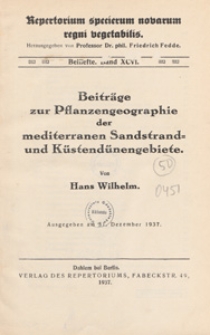 Repertorium specierum novarum
regni vegetabilis.
Herausgegeben von Professor Dr. phil. Friedrich Fedde.
Beihefte. Band XCVI.
Beiträge
zur Pflanzengeographie
der
mediterranen Sandstrand-
und Küstendünengebiete.
Von
Hans Wilhelm.
Ausgegeben am 31. Dezember 1937.
Dahlem bei Berlin.
VERLAG DES REPERTORIUMS, FABECKSTR. 49,
1937.